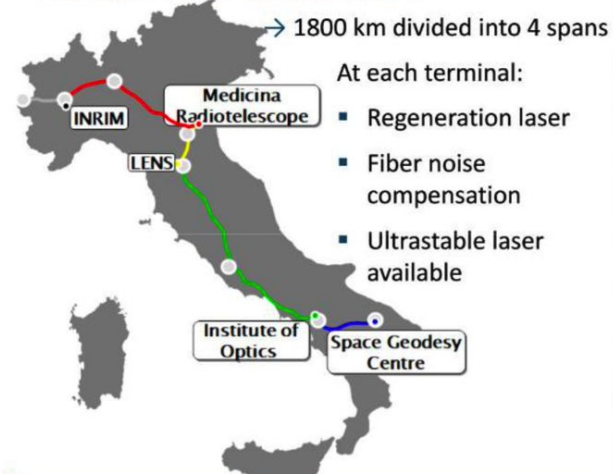 → 1800 km divided into 4 spans
At each terminal:
▪ Regeneration laser
▪ Fiber noise
compensation
▪ Ultrastable laser
available
Medicina
Radiotelescope
INRIM
LENS
Institute of
Optics
Space Geodesy
Centre